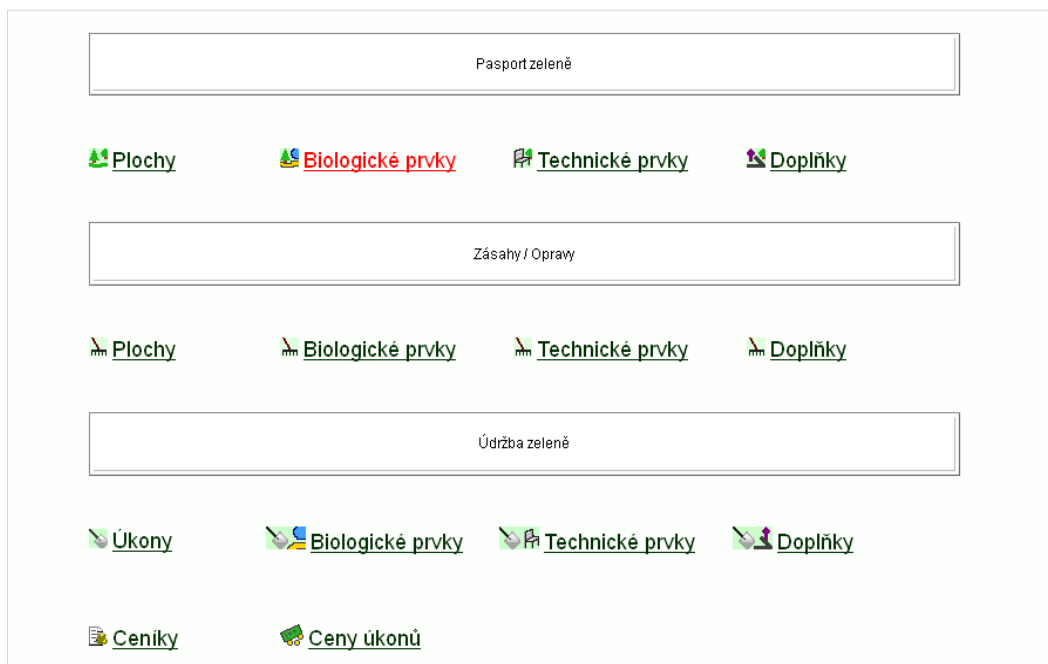 Pasport zeleně
Plochy Biologické prvky Technické prvky Doplňky
Zásahy / Opravy
Plochy Biologické prvky Technické prvky Doplňky
Údržba zeleně
Úkony Biologické prvky Technické prvky Doplňky
Ceníky Ceny úkonů